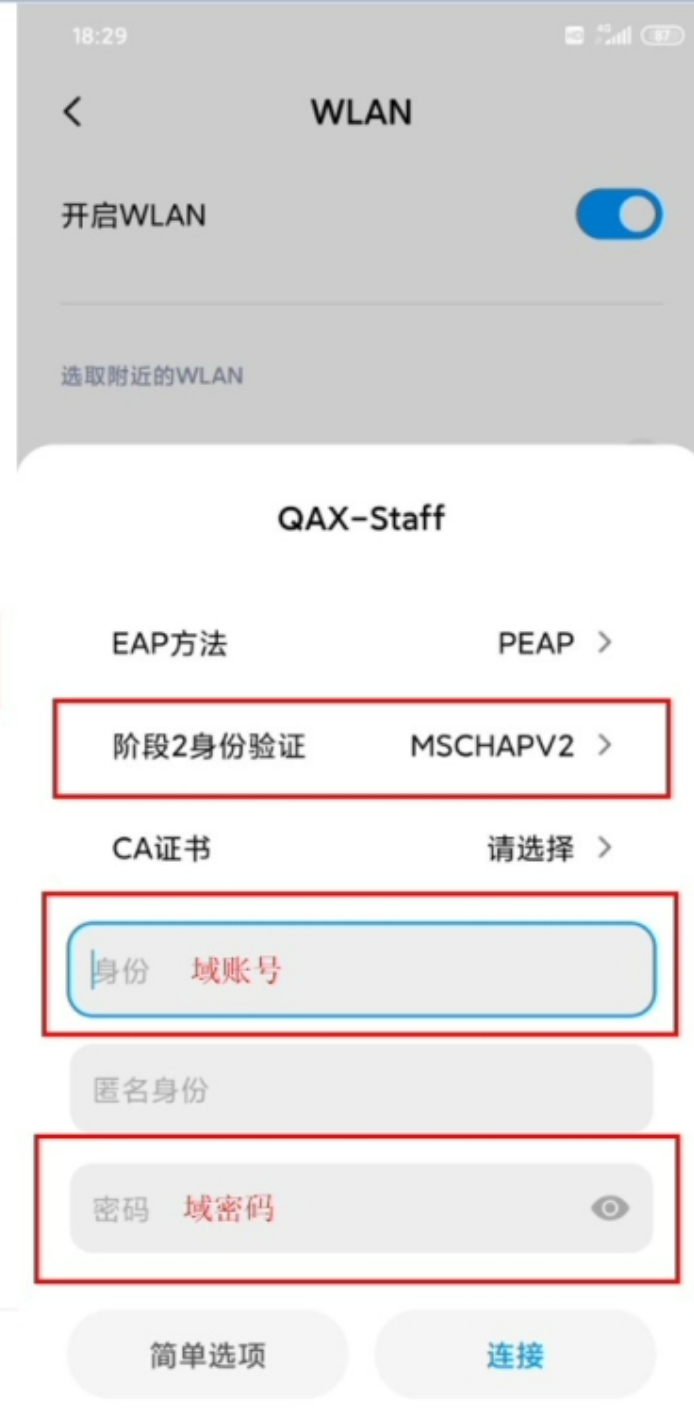 18:29 HD 4G 87
WLAN
开启WLAN
选取附近的WLAN
QAX-Staff
EAP方法 PEAP
阶段2身份验证 MSCHAPV2
CA证书 请选择
身份 域账号
匿名身份
密码 域密码
简单选项 连接